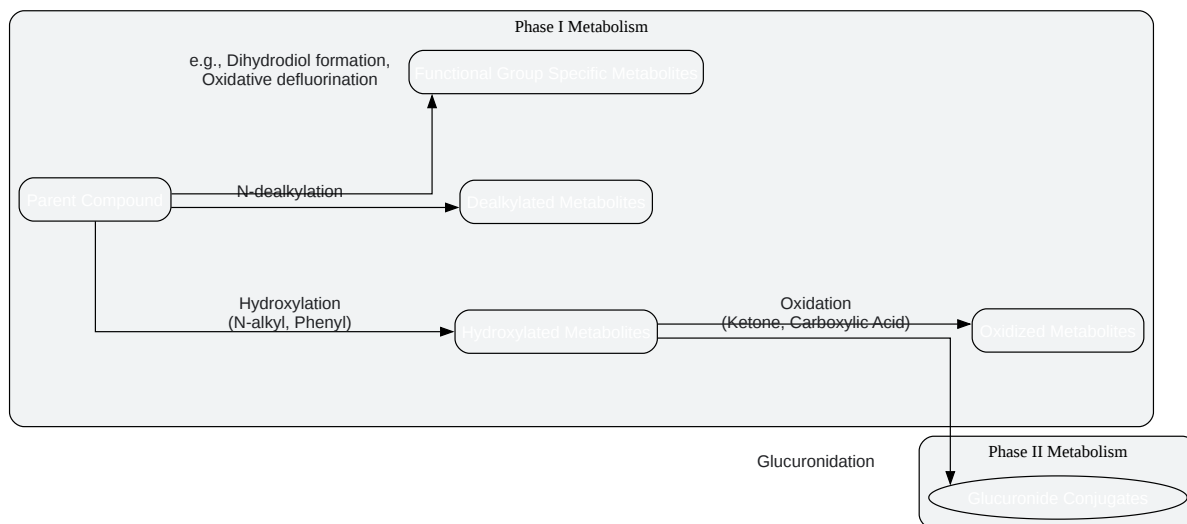 Phase I Metabolism
e.g., Dihydrodiol formation,
Oxidative defluorination
Functional Group Specific Metabolites
Parent Compound
N-dealkylation
Dealkylated Metabolites
Hydroxylation
(N-alkyl, Phenyl)
Hydroxylated Metabolites
Oxidation
(Ketone, Carboxylic Acid)
Oxidized Metabolites
Glucuronidation
Phase II Metabolism
Glucuronide Conjugates